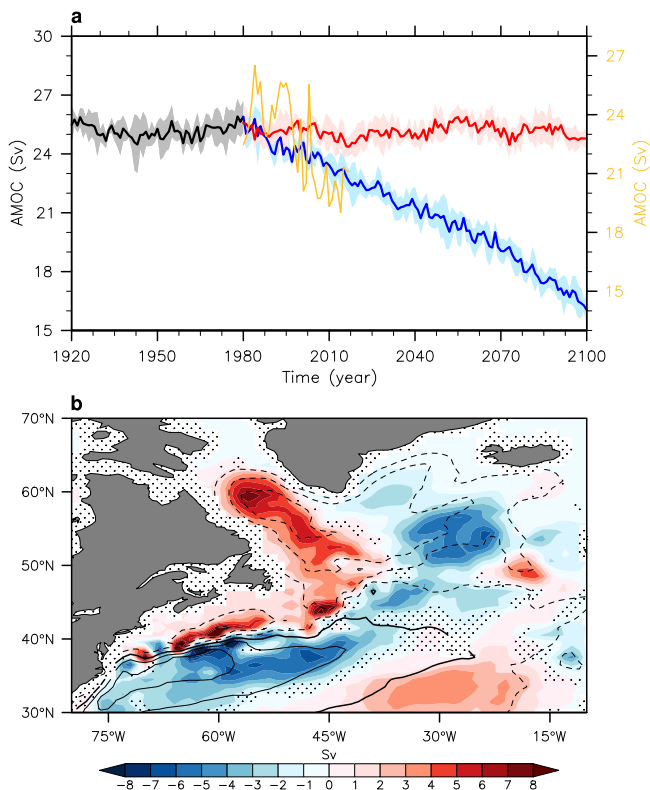 a
30
27
24
21
18
15
AMOC (Sv)
27
24
21
18
15
AMOC (Sv)
1920 1950 1980 2010 2040 2070 2100
Time (year)
b
70°N
60°N
50°N
40°N
30°N
75°W 60°W 45°W 30°W 15°W
Sv
−8 −7 −6 −5 −4 −3 −2 −1 0 1 2 3 4 5 6 7 8